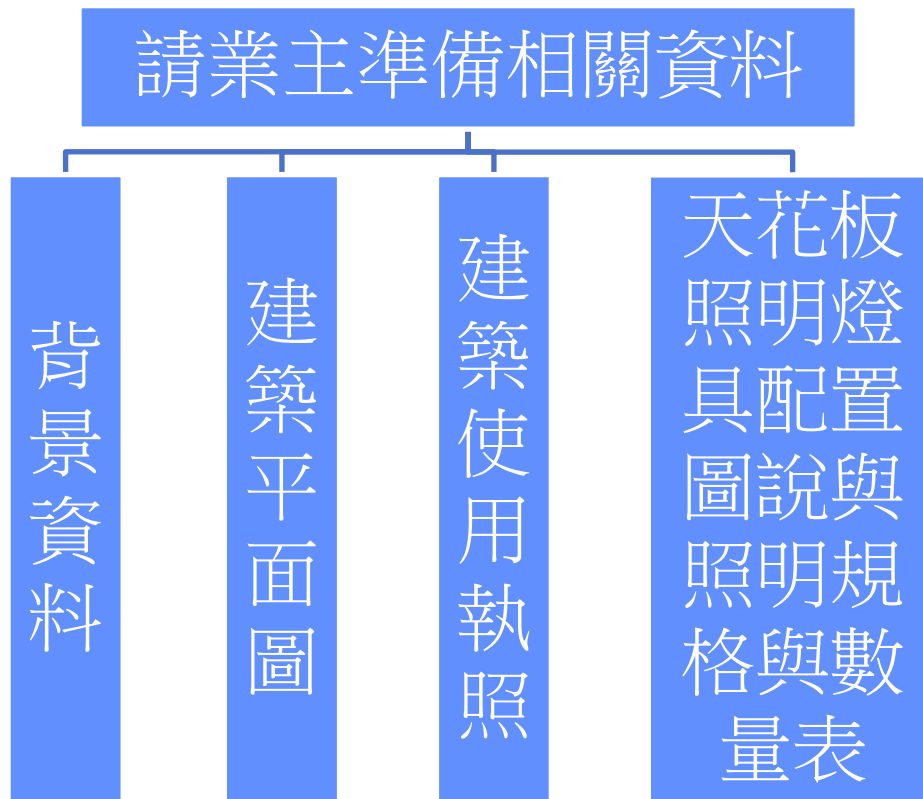 請業主準備相關資料
背景資料
建築平面圖
建築使用執照
天花板
照明燈
具配置
圖說與
照明規
格與數
量表